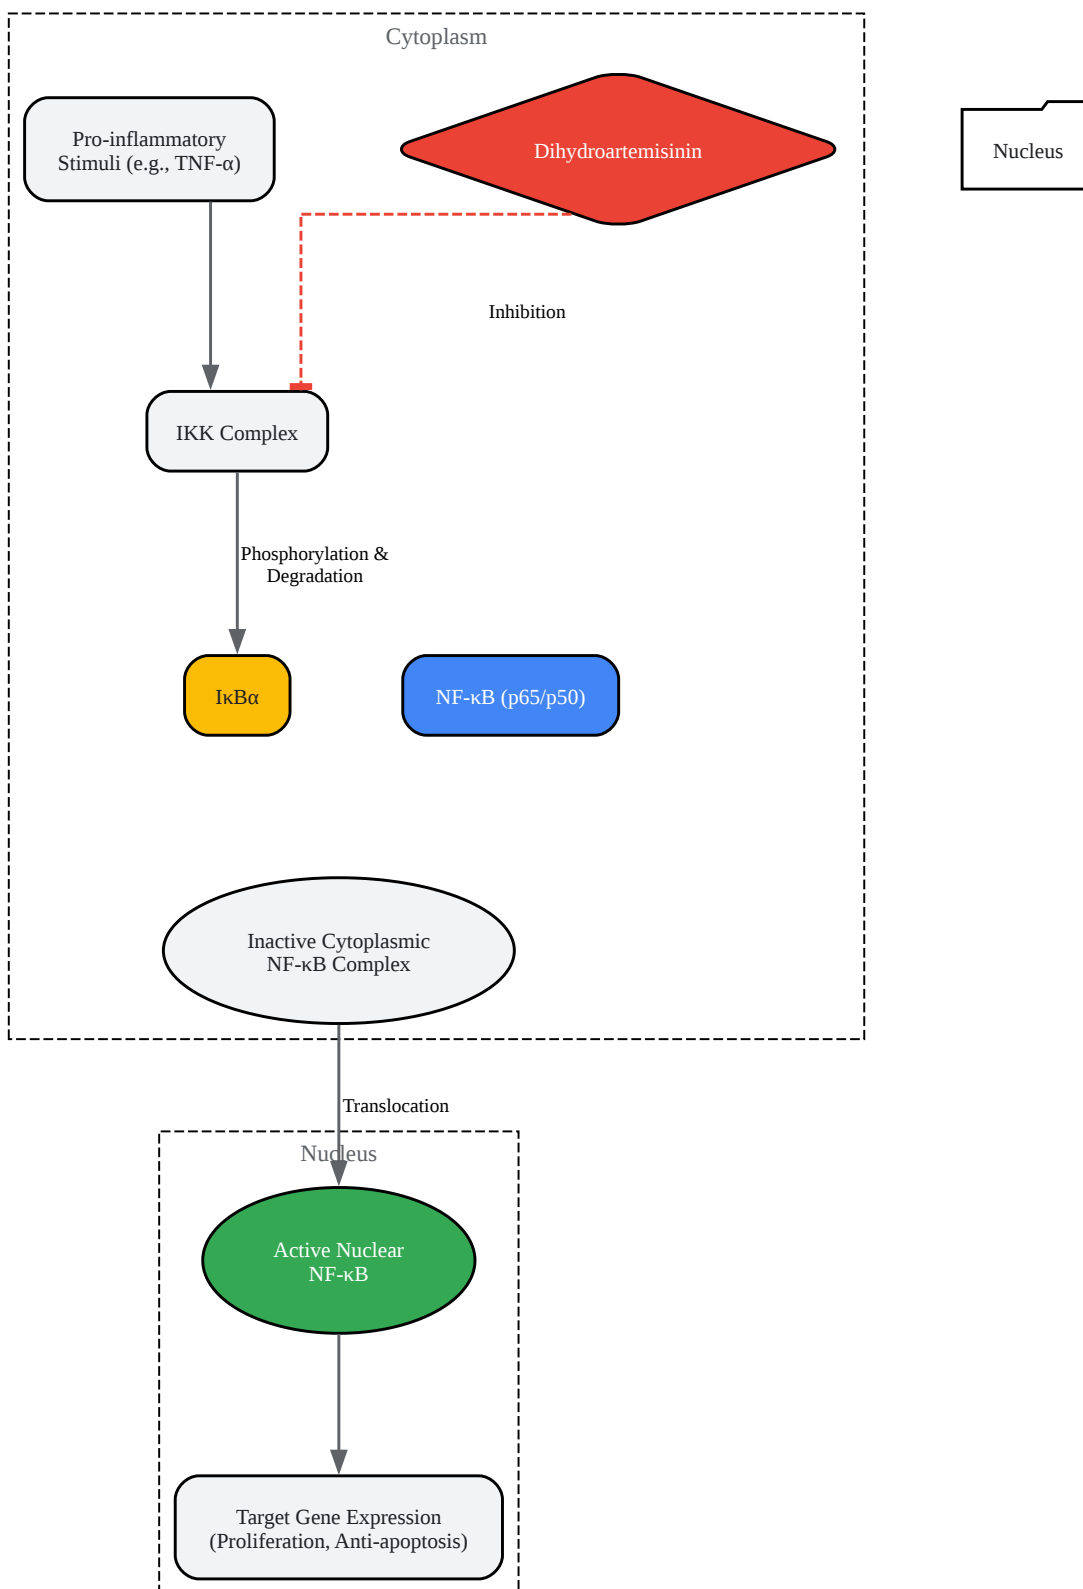 Cytoplasm
Pro-inflammatory
Stimuli (e.g., TNF-α)
Dihydroartemisinin
Nucleus
Inhibition
IKK Complex
Phosphorylation &
Degradation
IκBα
NF-κB (p65/p50)
Inactive Cytoplasmic
NF-κB Complex
Translocation
Nucleus
Active Nuclear
NF-κB
Target Gene Expression
(Proliferation, Anti-apoptosis)